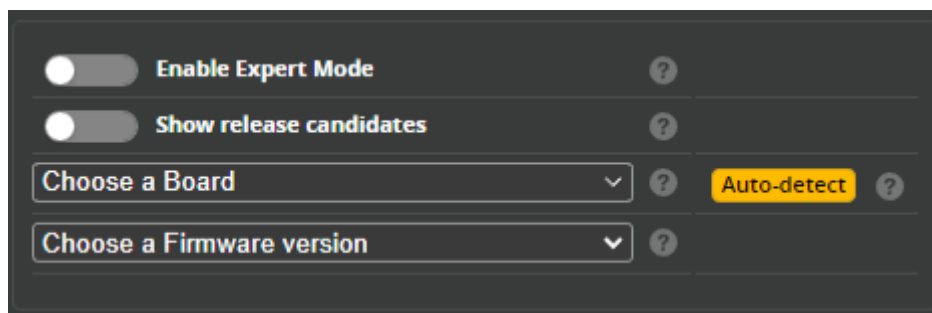 Enable Expert Mode
Show release candidates
Choose a Board
Auto-detect
Choose a Firmware version